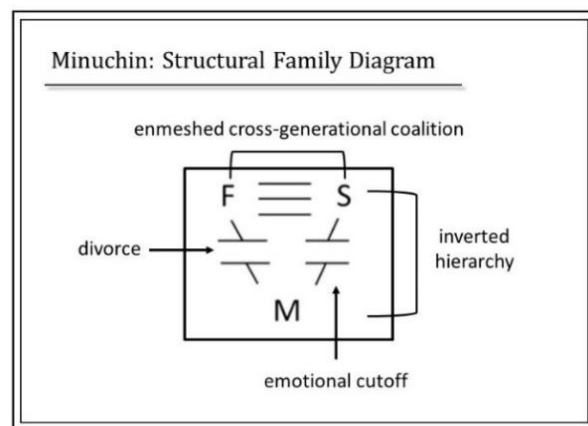 Minuchin: Structural Family Diagram
enmeshed cross-generational coalition
F S
divorce
inverted
hierarchy
M
emotional cutoff